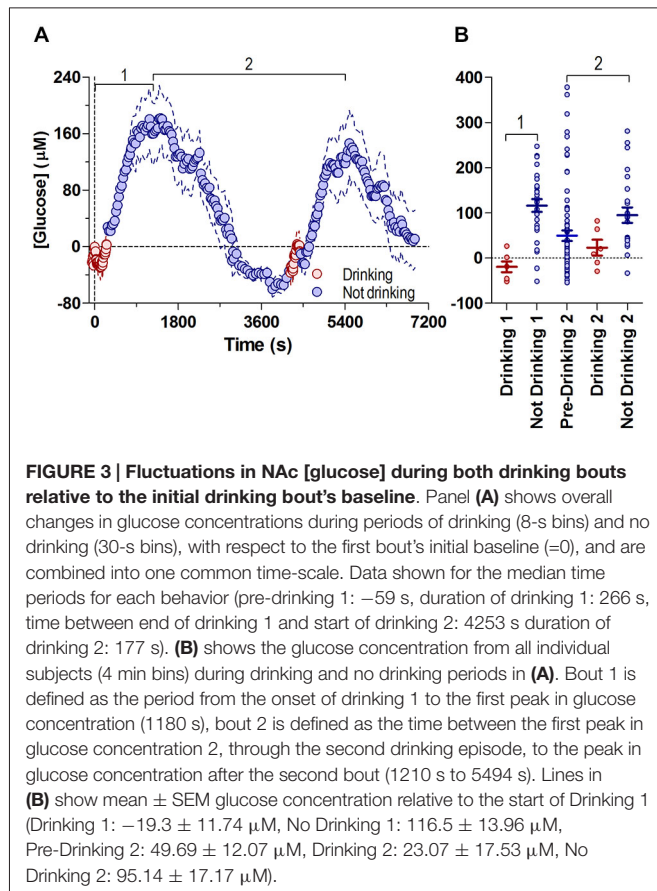 A
B
1
2
240
160
80
0
-80
[Glucose] (µM)
Drinking
Not drinking
0
1800
3600
5400
7200
Time (s)
2
1
400
300
200
100
0
-100
Drinking 1
Not Drinking 1
Pre-Drinking 2
Drinking 2
Not Drinking 2
FIGURE 3 | Fluctuations in NAc [glucose] during both drinking bouts
relative to the initial drinking bout's baseline. Panel (A) shows overall
changes in glucose concentrations during periods of drinking (8-s bins) and no
drinking (30-s bins), with respect to the first bout's initial baseline (=0), and are
combined into one common time-scale. Data shown for the median time
periods for each behavior (pre-drinking 1: −59 s, duration of drinking 1: 266 s,
time between end of drinking 1 and start of drinking 2: 4253 s duration of
drinking 2: 177 s). (B) shows the glucose concentration from all individual
subjects (4 min bins) during drinking and no drinking periods in (A). Bout 1 is
defined as the period from the onset of drinking 1 to the first peak in glucose
concentration (1180 s), bout 2 is defined as the time between the first peak in
glucose concentration 2, through the second drinking episode, to the peak in
glucose concentration after the second bout (1210 s to 5494 s). Lines in
(B) show mean ± SEM glucose concentration relative to the start of Drinking 1
(Drinking 1: −19.3 ± 11.74 µM, No Drinking 1: 116.5 ± 13.96 µM,
Pre-Drinking 2: 49.69 ± 12.07 µM, Drinking 2: 23.07 ± 17.53 µM, No
Drinking 2: 95.14 ± 17.17 µM).